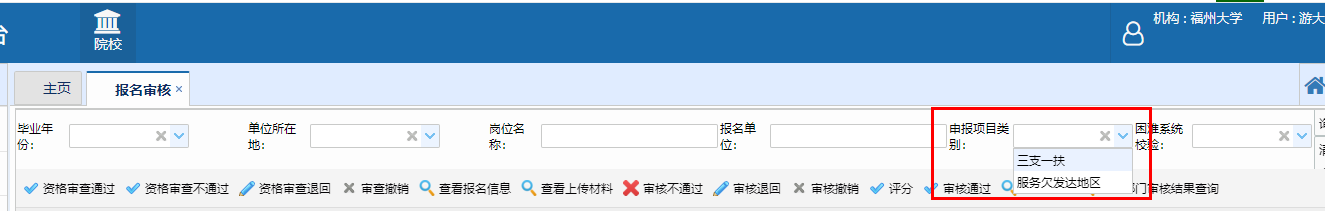 台
院校
机构 : 福州大学 用户 : 游大
主页 报名审核 ×
毕业年份: 单位所在地: 岗位名称: 报名单位: 申报项目类别: 困难系统校验:
三支一扶
服务欠发达地区
资格审查通过 资格审查不通过 资格审查退回 审查撤销 查看报名信息 查看上传材料 审核不通过 审核退回 审核撤销 评分 审核通过 门审核结果查询